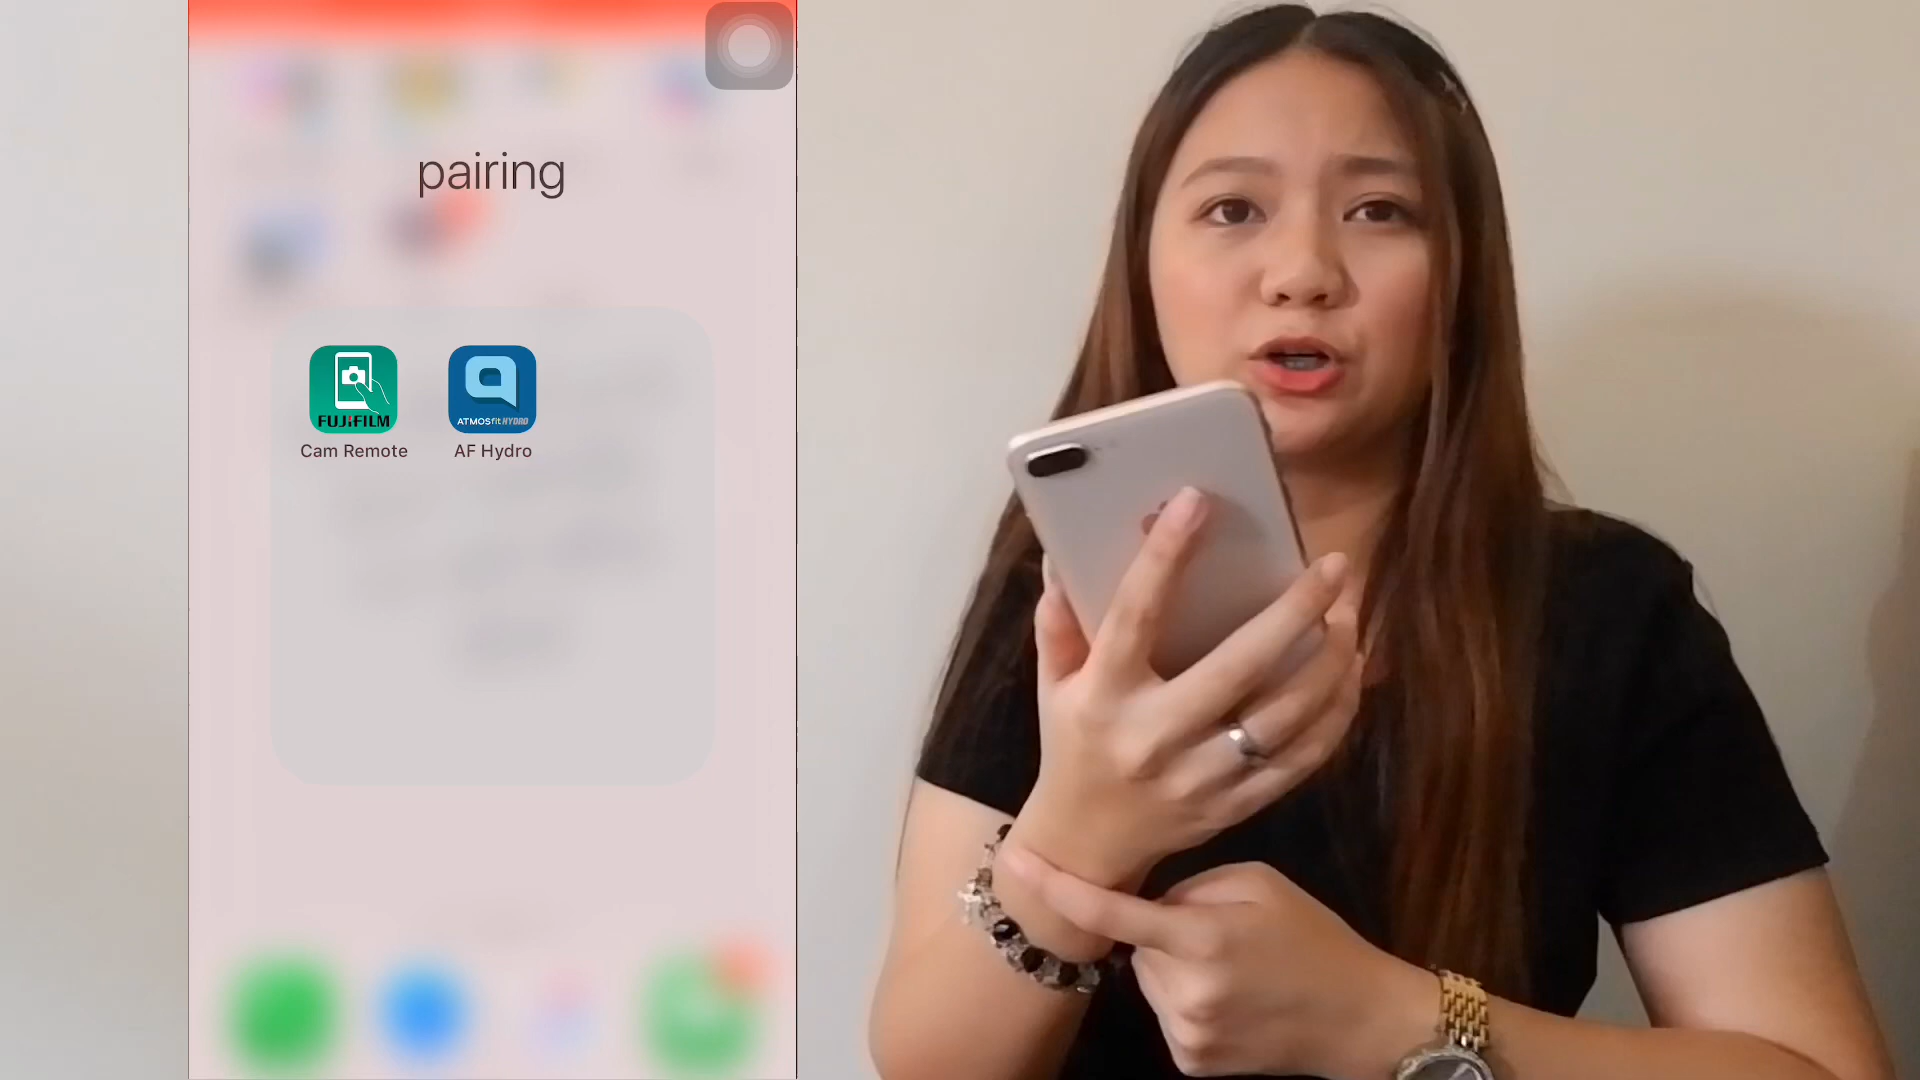 pairing
FUJIFILM
ATMOSfit HYDRO
Cam Remote
AF Hydro